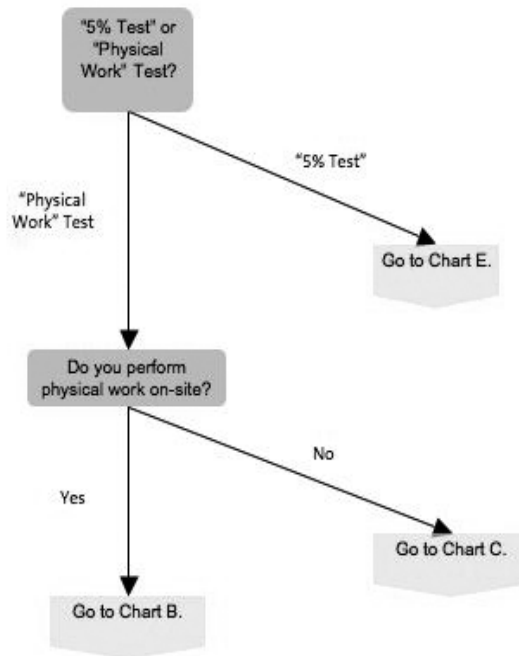 "5% Test" or
"Physical
Work" Test?
"5% Test"
"Physical
Work" Test
Go to Chart E.
Do you perform
physical work on-site?
No
Yes
Go to Chart C.
Go to Chart B.